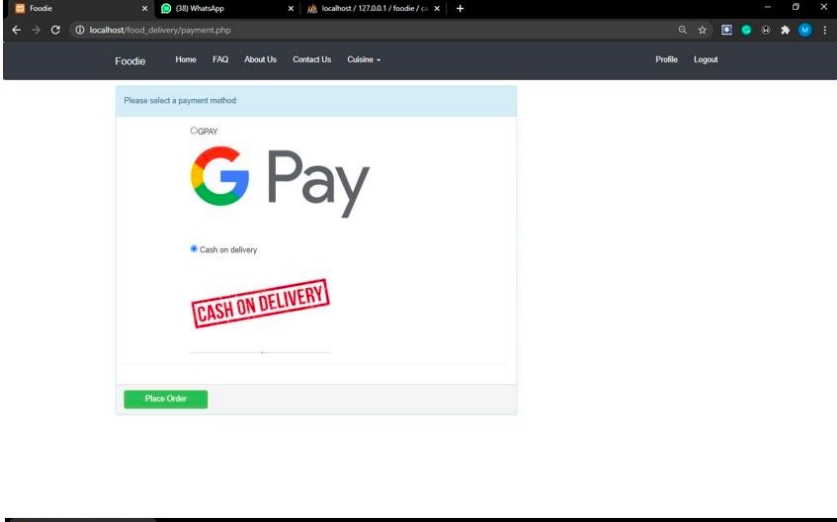 Foodie
(38) WhatsApp
localhost / 127.0.0.1 / foodie / ca
localhost/food_delivery/payment.php
Foodie Home FAQ About Us Contact Us Cuisine Profile Logout
Please select a payment method:
GPAY
G Pay
Cash on delivery
CASH ON DELIVERY
Place Order